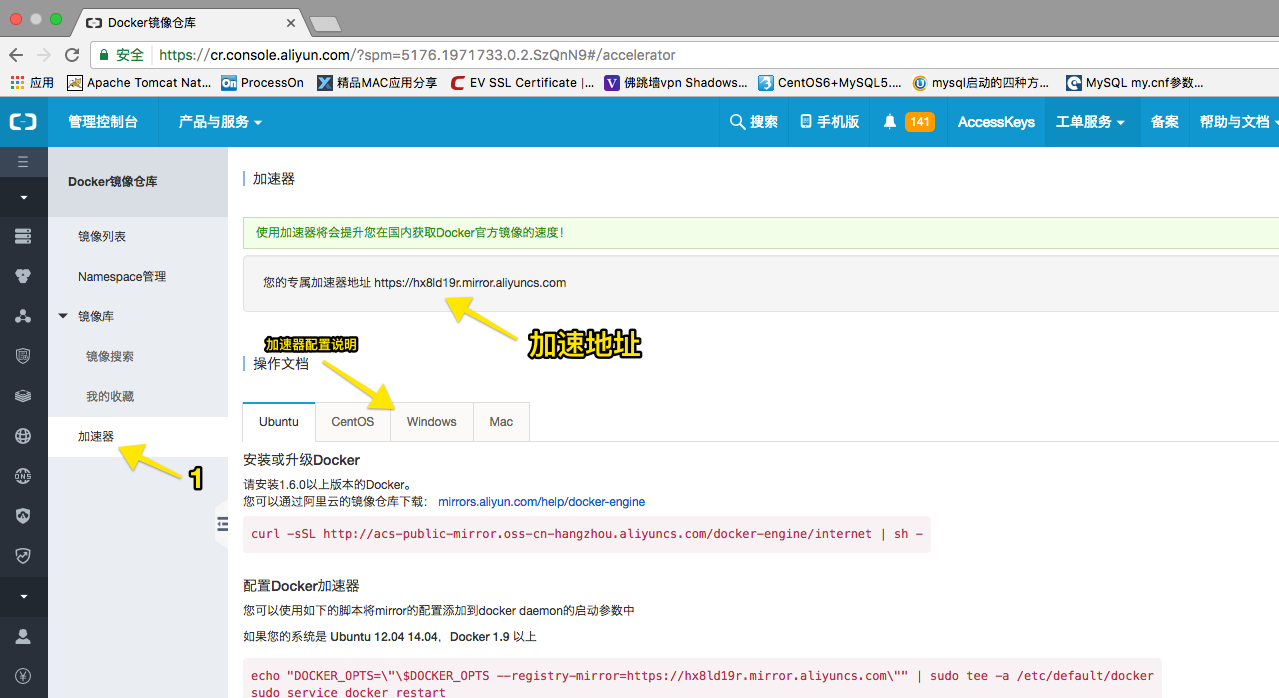 Docker镜像仓库
安全 https://cr.console.aliyun.com/?spm=5176.1971733.0.2.SzQnN9#/accelerator
应用 Apache Tomcat Nat... On ProcessOn 精品MAC应用分享 EV SSL Certificate |... 佛跳墙vpn Shadows... CentOS6+MySQL5.... mysql启动的四种方... MySQL my.cnf参数...
管理控制台 产品与服务 搜索 手机版 141 AccessKeys 工单服务 备案 帮助与文档
Docker镜像仓库
镜像列表
Namespace管理
镜像库
镜像搜索
我的收藏
加速器
1
DNS
加速器
使用加速器将会提升您在国内获取Docker官方镜像的速度!
您的专属加速器地址 https://hx8ld19r.mirror.aliyuncs.com
加速地址
加速器配置说明
操作文档
Ubuntu CentOS Windows Mac
安装或升级Docker
请安装1.6.0以上版本的Docker。
您可以通过阿里云的镜像仓库下载： mirrors.aliyun.com/help/docker-engine
curl -sSL http://acs-public-mirror.oss-cn-hangzhou.aliyuncs.com/docker-engine/internet | sh -
配置Docker加速器
您可以使用如下的脚本将mirror的配置添加到docker daemon的启动参数中
如果您的系统是 Ubuntu 12.04 14.04，Docker 1.9 以上
echo "DOCKER_OPTS=\"\$DOCKER_OPTS --registry-mirror=https://hx8ld19r.mirror.aliyuncs.com\"" | sudo tee -a /etc/default/docker
sudo service docker restart